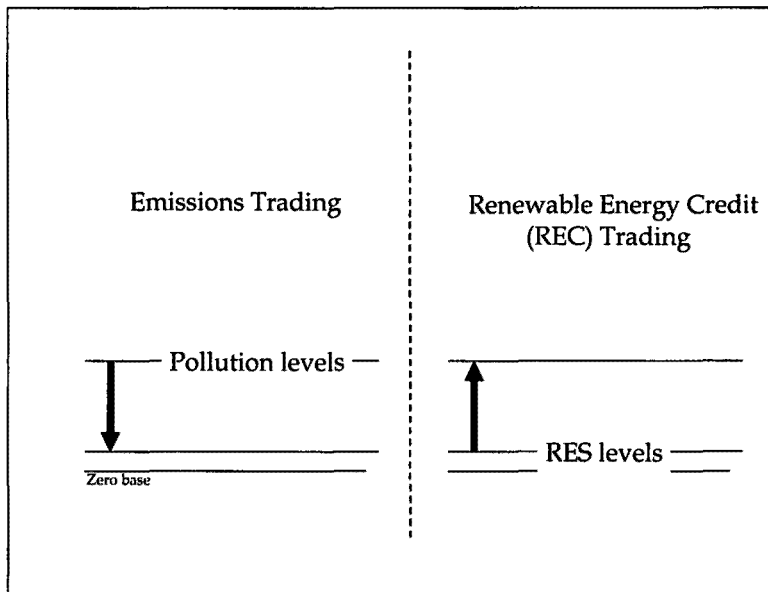 Emissions Trading
Renewable Energy Credit
(REC) Trading
Pollution levels
RES levels
Zero base